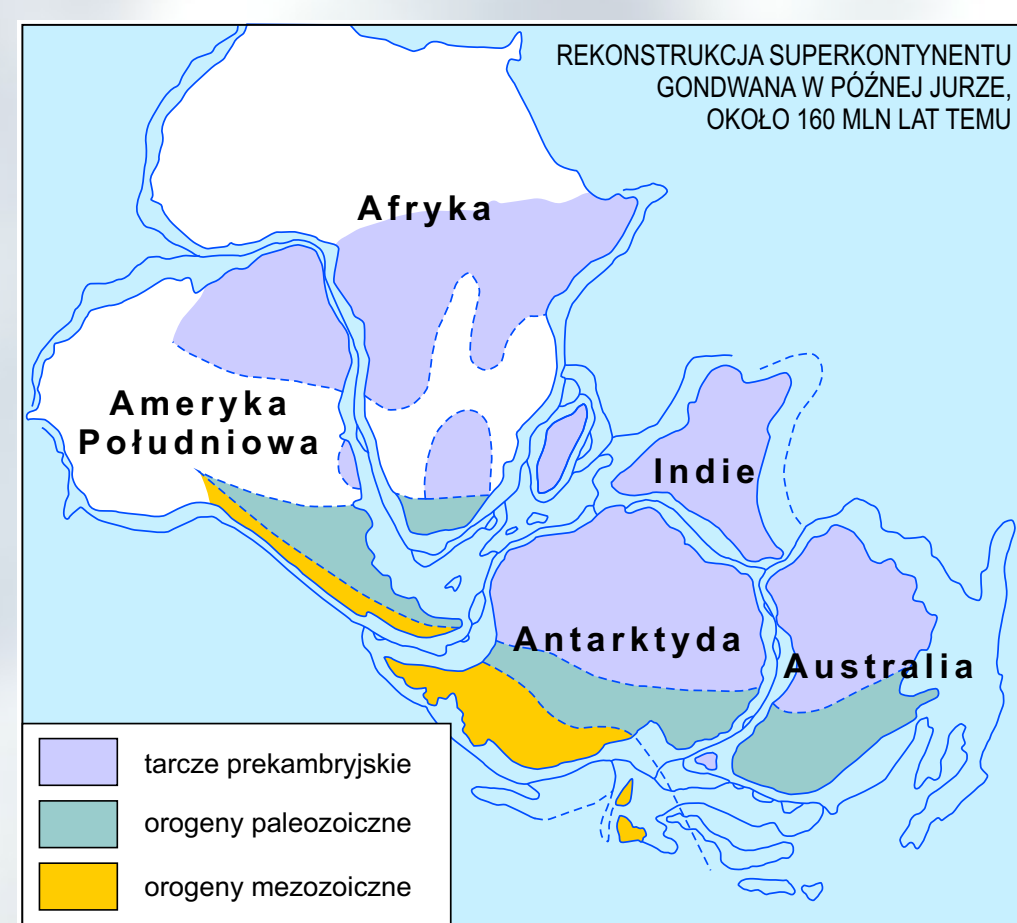 REKONSTRUKCJA SUPERKONTYNENTU
GONDWANA W PÓŹNEJ JURZE,
OKOŁO 160 MLN LAT TEMU
Afryka
Ameryka
Południowa
Indie
Antarktyda
Australia
tarcze prekambryjskie
orogeny paleozoiczne
orogeny mezozoiczne